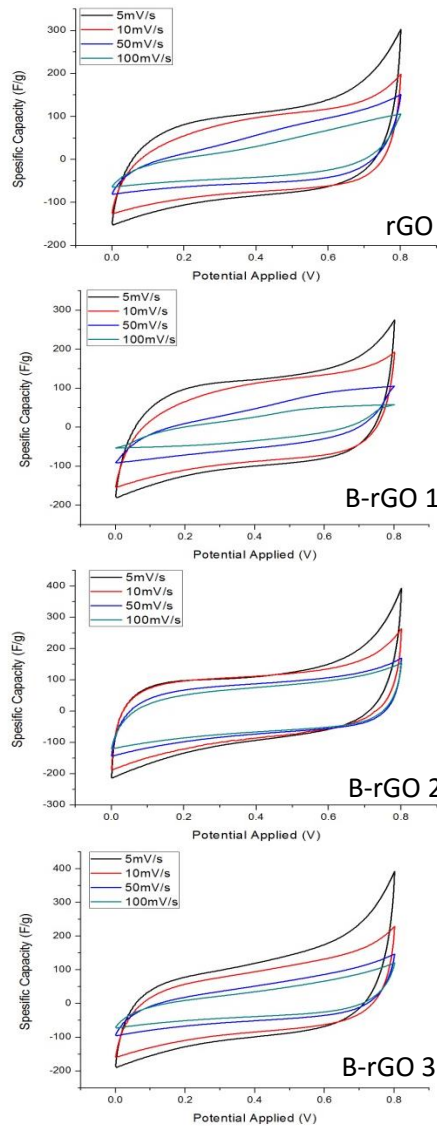 5mV/s
10mV/s
50mV/s
100mV/s
300
200
100
0
-100
-200
Spesific Capacity (F/g)
0.0 0.2 0.4 0.6 0.8
Potential Applied (V)
rGO
5mV/s
10mV/s
50mV/s
100mV/s
300
200
100
0
-100
-200
Spesific Capacity (F/g)
0.0 0.2 0.4 0.6 0.8
Potential Applied (V)
B-rGO 1
5mV/s
10mV/s
50mV/s
100mV/s
400
300
200
100
0
-100
-200
-300
Spesific Capacity (F/g)
0.0 0.2 0.4 0.6 0.8
Potential Applied (V)
B-rGO 2
5mV/s
10mV/s
50mV/s
100mV/s
400
300
200
100
0
-100
-200
Spesific Capacity (F/g)
0.0 0.2 0.4 0.6 0.8
Potential Applied (V)
B-rGO 3